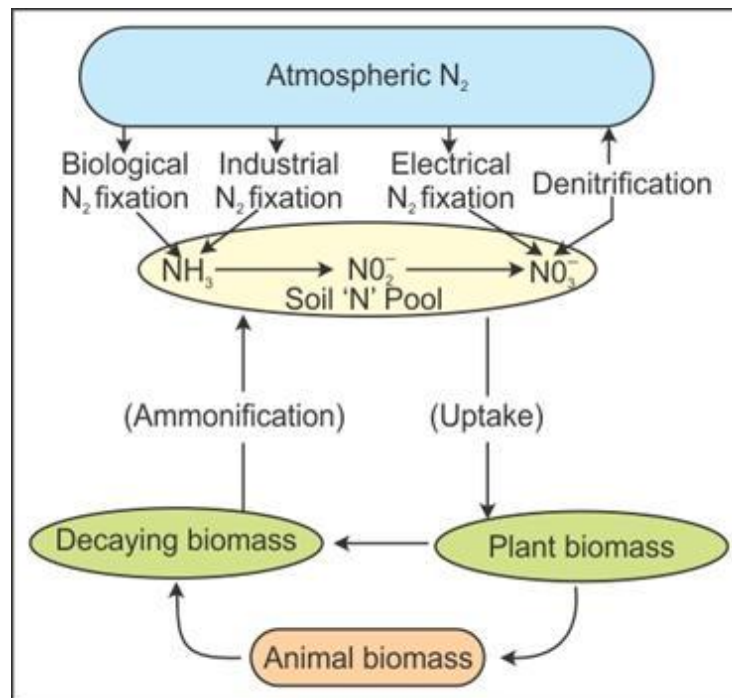 Atmospheric N₂
Biological
N₂ fixation
Industrial
N₂ fixation
Electrical
N₂ fixation
Denitrification
NH₃
N0₂⁻
N0₃⁻
Soil ‘N’ Pool
(Ammonification)
(Uptake)
Decaying biomass
Plant biomass
Animal biomass